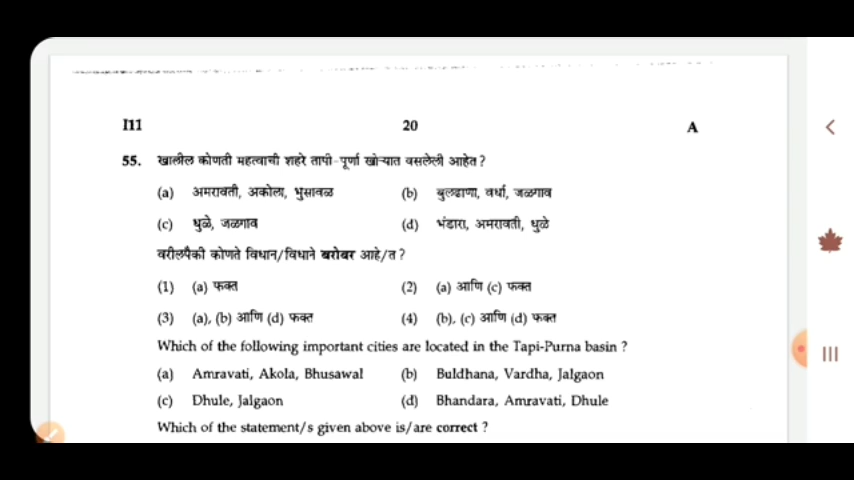 I11 20 A
55. खालील कोणती महत्वाची शहरे तापी-पूर्णा खोऱ्यात वसलेली आहेत ?
(a) अमरावती, अकोला, भुसावळ (b) बुलढाणा, वर्धा, जळगाव
(c) धुळे, जळगाव (d) भंडारा, अमरावती, धुळे
वरीलपैकी कोणते विधान/विधाने बरोबर आहे/त ?
(1) (a) फक्त (2) (a) आणि (c) फक्त
(3) (a), (b) आणि (d) फक्त (4) (b), (c) आणि (d) फक्त
Which of the following important cities are located in the Tapi-Purna basin ?
(a) Amravati, Akola, Bhusawal (b) Buldhana, Vardha, Jalgaon
(c) Dhule, Jalgaon (d) Bhandara, Amravati, Dhule
Which of the statement/s given above is/are correct ?